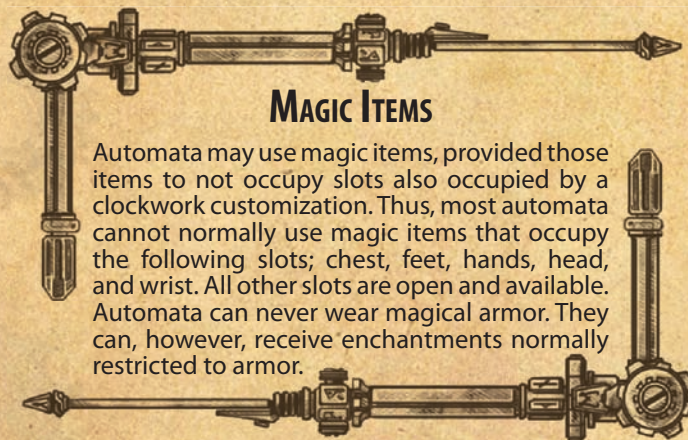 Magic Items
Automata may use magic items, provided those
items to not occupy slots also occupied by a
clockwork customization. Thus, most automata
cannot normally use magic items that occupy
the following slots; chest, feet, hands, head,
and wrist. All other slots are open and available.
Automata can never wear magical armor. They
can, however, receive enchantments normally
restricted to armor.